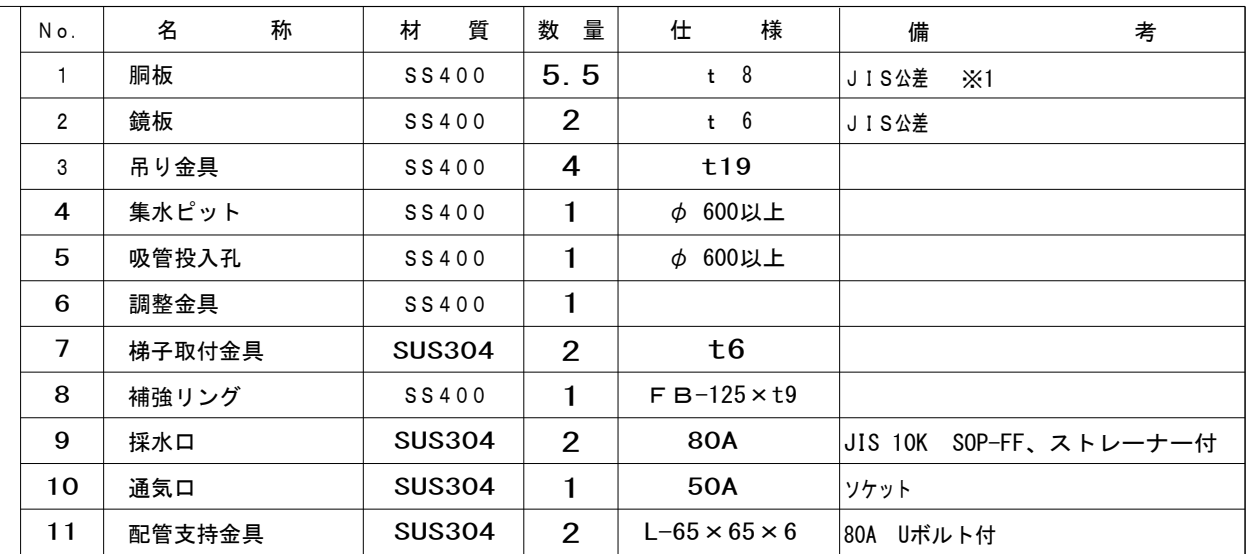 No. 名 称 材 質 数 量 仕 様 備 考
1 胴板 SS400 5.5 t 8 JIS公差 ※1
2 鏡板 SS400 2 t 6 JIS公差
3 吊り金具 SS400 4 t19
4 集水ピット SS400 1 φ 600以上
5 吸管投入孔 SS400 1 φ 600以上
6 調整金具 SS400 1
7 梯子取付金具 SUS304 2 t6
8 補強リング SS400 1 FB-125×t9
9 採水口 SUS304 2 80A JIS 10K SOP-FF、ストレーナー付
10 通気口 SUS304 1 50A ソケット
11 配管支持金具 SUS304 2 L-65×65×6 80A Uボルト付